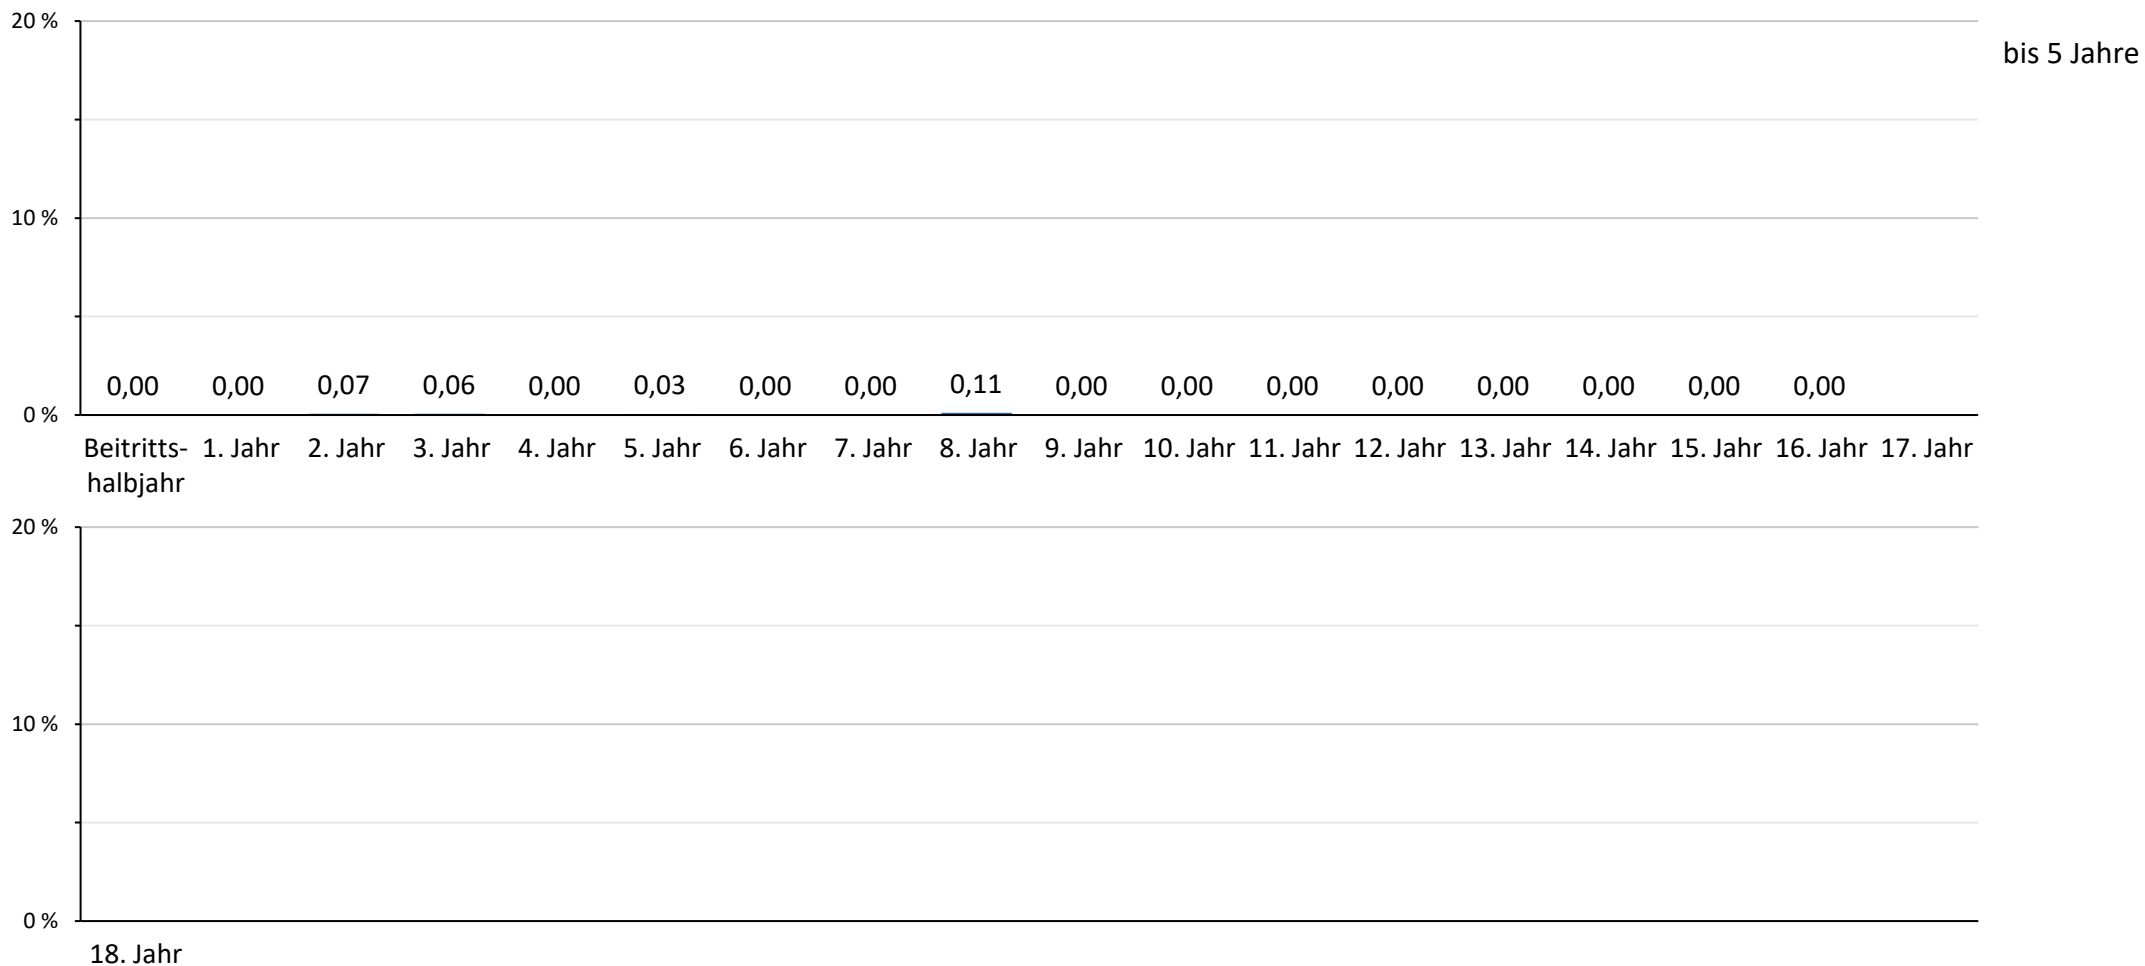 20 %
bis 5 Jahre
10 %
0,00 0,00 0,07 0,06 0,00 0,03 0,00 0,00 0,11 0,00 0,00 0,00 0,00 0,00 0,00 0,00 0,00
0 %
Beitritts- 1. Jahr 2. Jahr 3. Jahr 4. Jahr 5. Jahr 6. Jahr 7. Jahr 8. Jahr 9. Jahr 10. Jahr 11. Jahr 12. Jahr 13. Jahr 14. Jahr 15. Jahr 16. Jahr 17. Jahr
halbjahr
20 %
10 %
0 %
18. Jahr